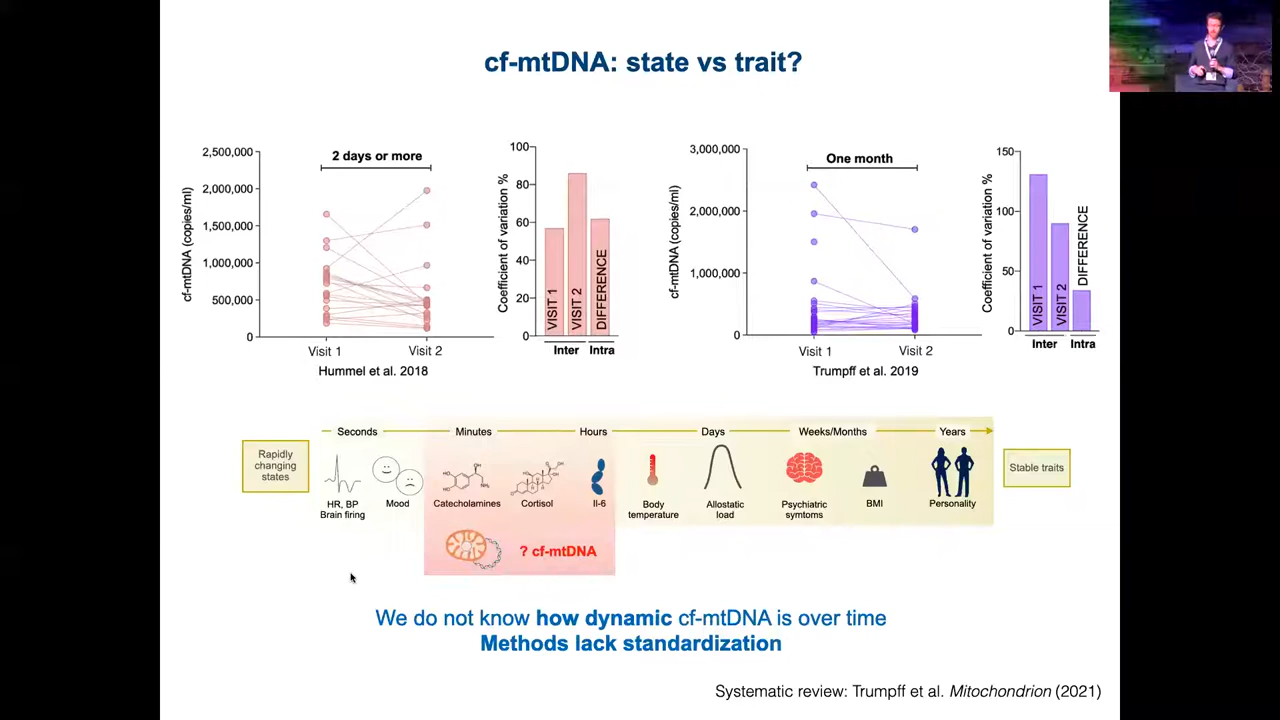 cf-mtDNA: state vs trait?
cf-mtDNA (copies/ml)
2,500,000
2,000,000
1,500,000
1,000,000
500,000
0
2 days or more
Visit 1
Visit 2
Hummel et al. 2018
Coefficient of variation %
100
80
60
40
20
0
VISIT 1
VISIT 2
DIFFERENCE
Inter
Intra
cf-mtDNA (copies/ml)
3,000,000
2,000,000
1,000,000
0
One month
Visit 1
Visit 2
Trumpff et al. 2019
Coefficient of variation %
150
100
50
0
VISIT 1
VISIT 2
DIFFERENCE
Inter
Intra
Rapidly
changing
states
Seconds
Minutes
Hours
Days
Weeks/Months
Years
Stable traits
HR, BP
Brain firing
Mood
Catecholamines
Cortisol
Il-6
Body
temperature
Allostatic
load
Psychiatric
symtoms
BMI
Personality
? cf-mtDNA
We do not know how dynamic cf-mtDNA is over time
Methods lack standardization
Systematic review: Trumpff et al. Mitochondrion (2021)